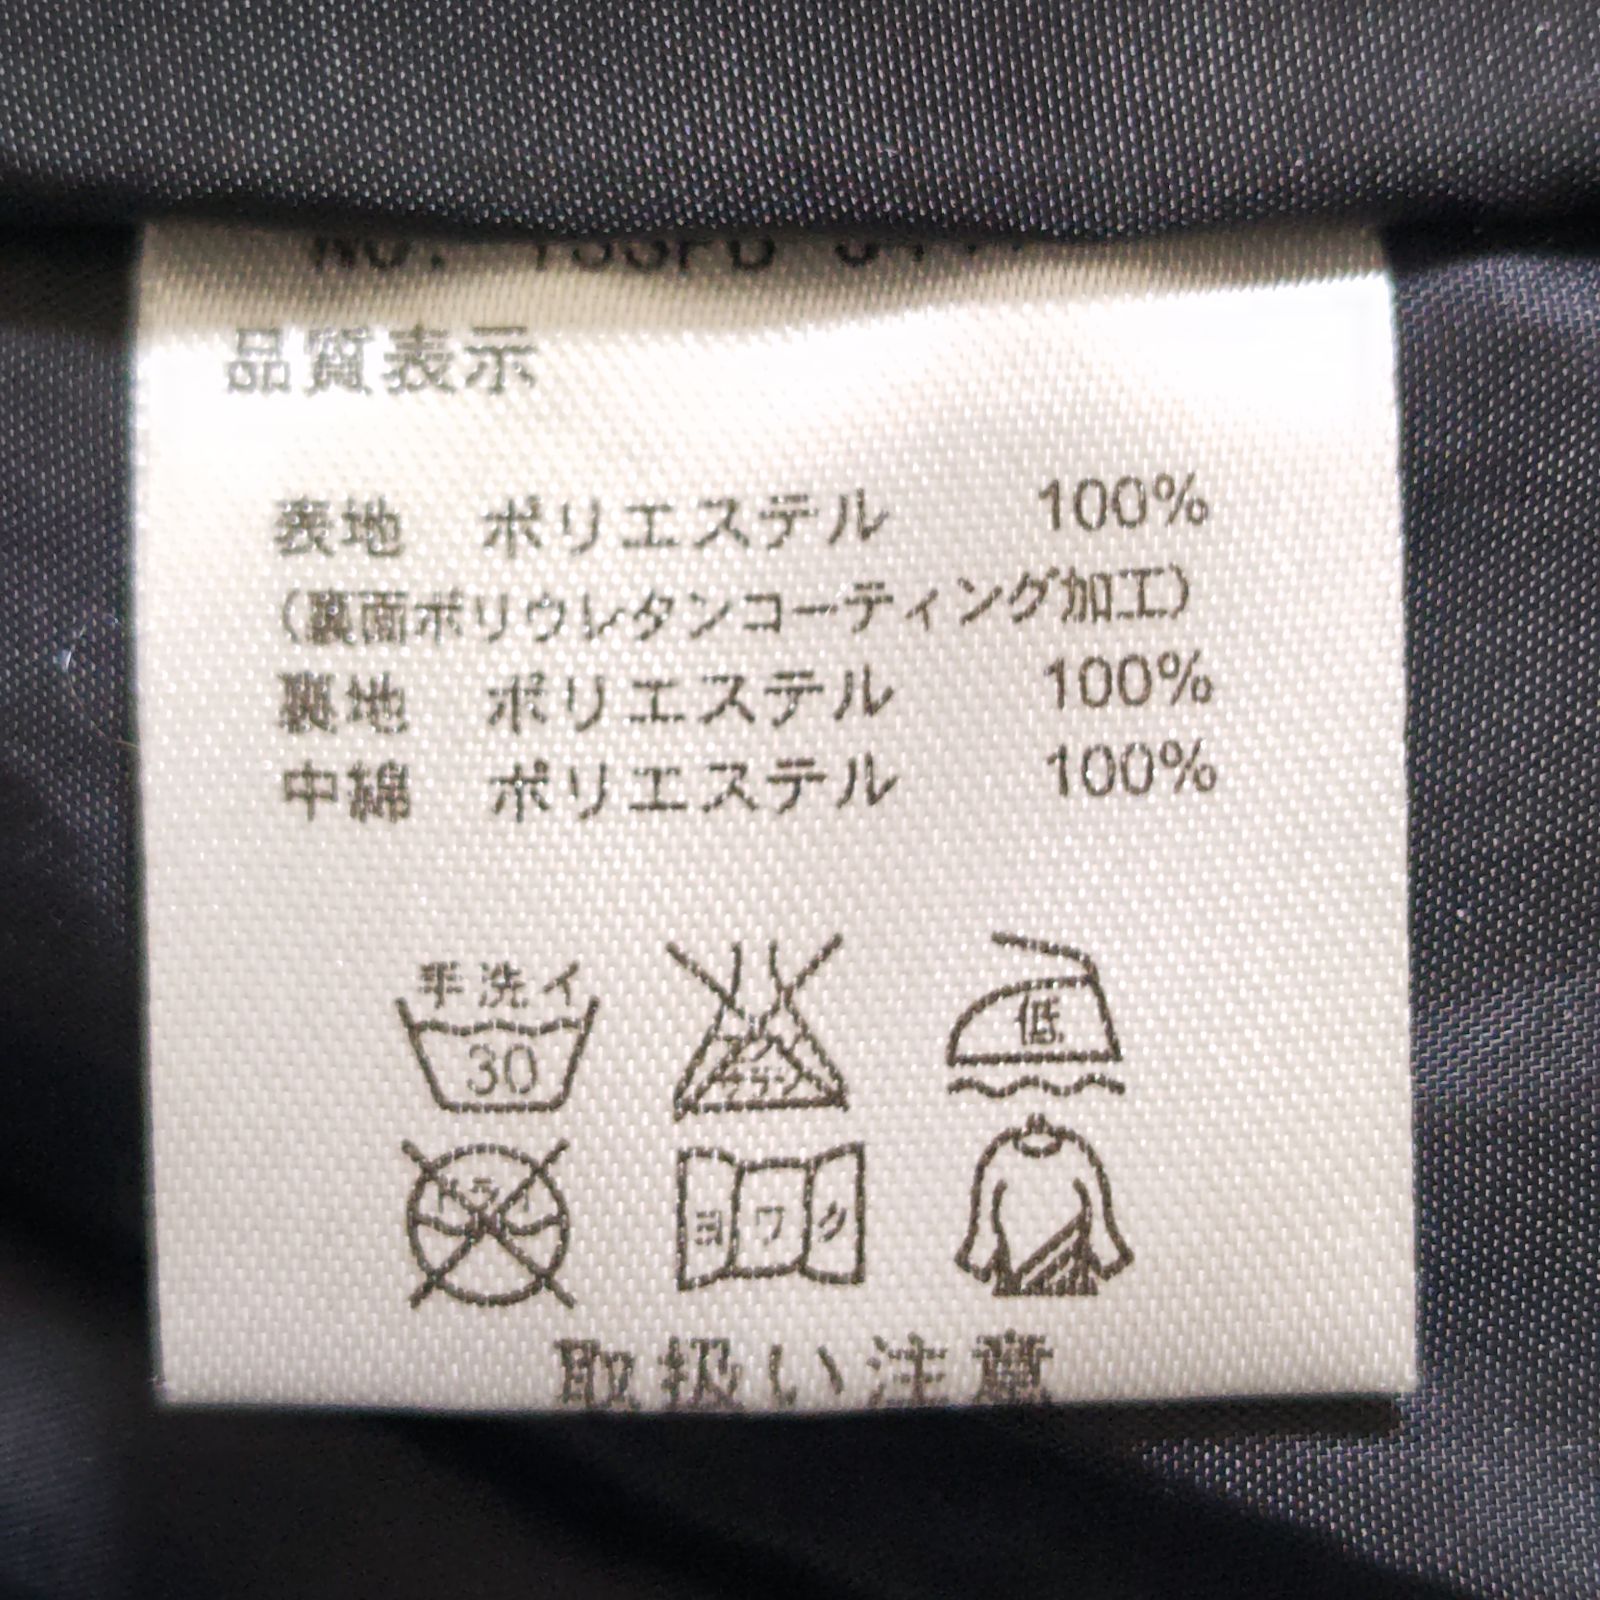 品質表示
表地 ポリエステル 100%
(裏面ポリウレタンコーティング加工)
裏地 ポリエステル 100%
中綿 ポリエステル 100%
手洗イ
30
低
ドライ
ヨワク
取扱い注意